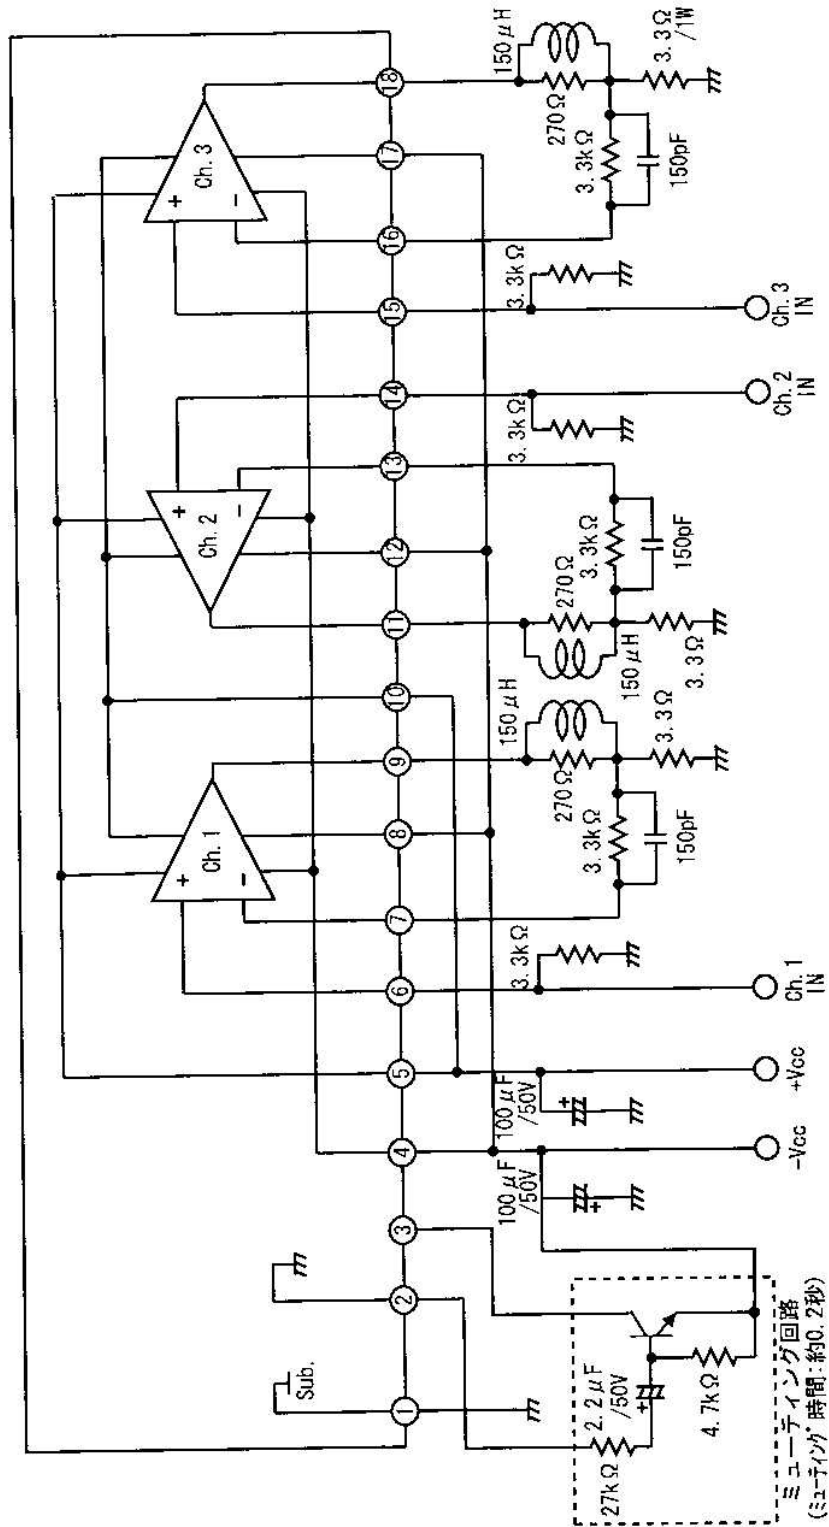 Sub.
Ch. 1
+
−
Ch. 2
+
−
Ch. 3
+
−
1
2
3
4
5
6
7
8
9
10
11
12
13
14
15
16
17
18
27kΩ
2.2μF
/50V
+
4.7kΩ
ミューティング回路
(ミューティング時間:約0.2秒)
100μF
/50V
+
-Vcc
100μF
/50V
+
+Vcc
3.3kΩ
Ch. 1
IN
150μH
270Ω
3.3kΩ
150pF
3.3Ω
150μH
270Ω
3.3kΩ
150pF
3.3Ω
3.3kΩ
Ch. 2
IN
3.3kΩ
Ch. 3
IN
150μH
270Ω
3.3kΩ
150pF
3.3Ω
/1W